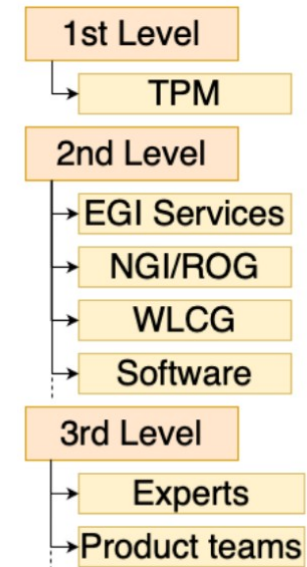 1st Level
TPM
2nd Level
EGI Services
NGI/ROG
WLCG
Software
3rd Level
Experts
Product teams